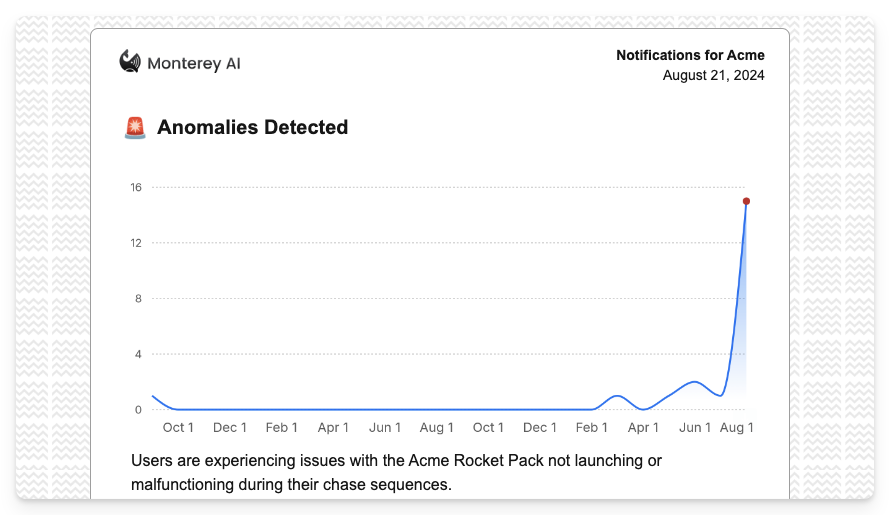 Monterey AI
Notifications for Acme
August 21, 2024
🚨 Anomalies Detected
16
12
8
4
0
Oct 1 Dec 1 Feb 1 Apr 1 Jun 1 Aug 1 Oct 1 Dec 1 Feb 1 Apr 1 Jun 1 Aug 1
Users are experiencing issues with the Acme Rocket Pack not launching or
malfunctioning during their chase sequences.